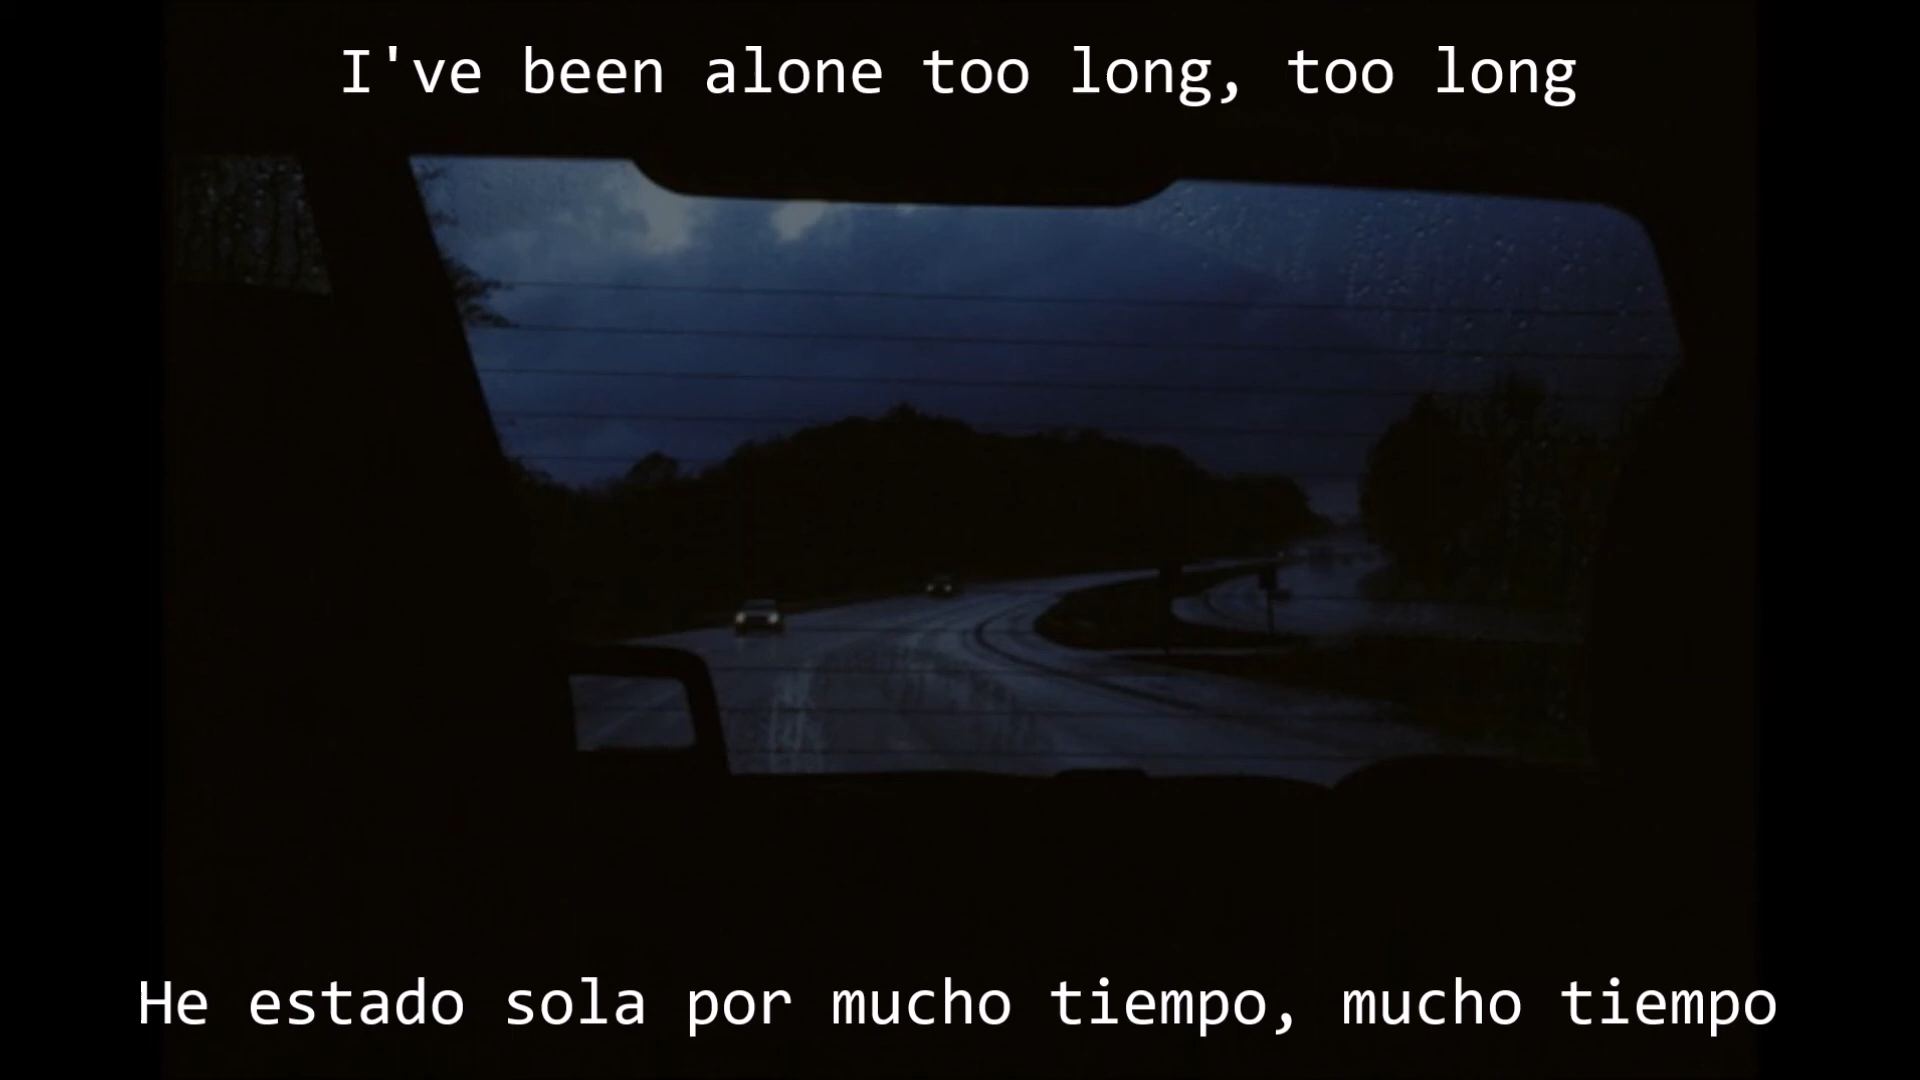 I've been alone too long, too long
He estado sola por mucho tiempo, mucho tiempo